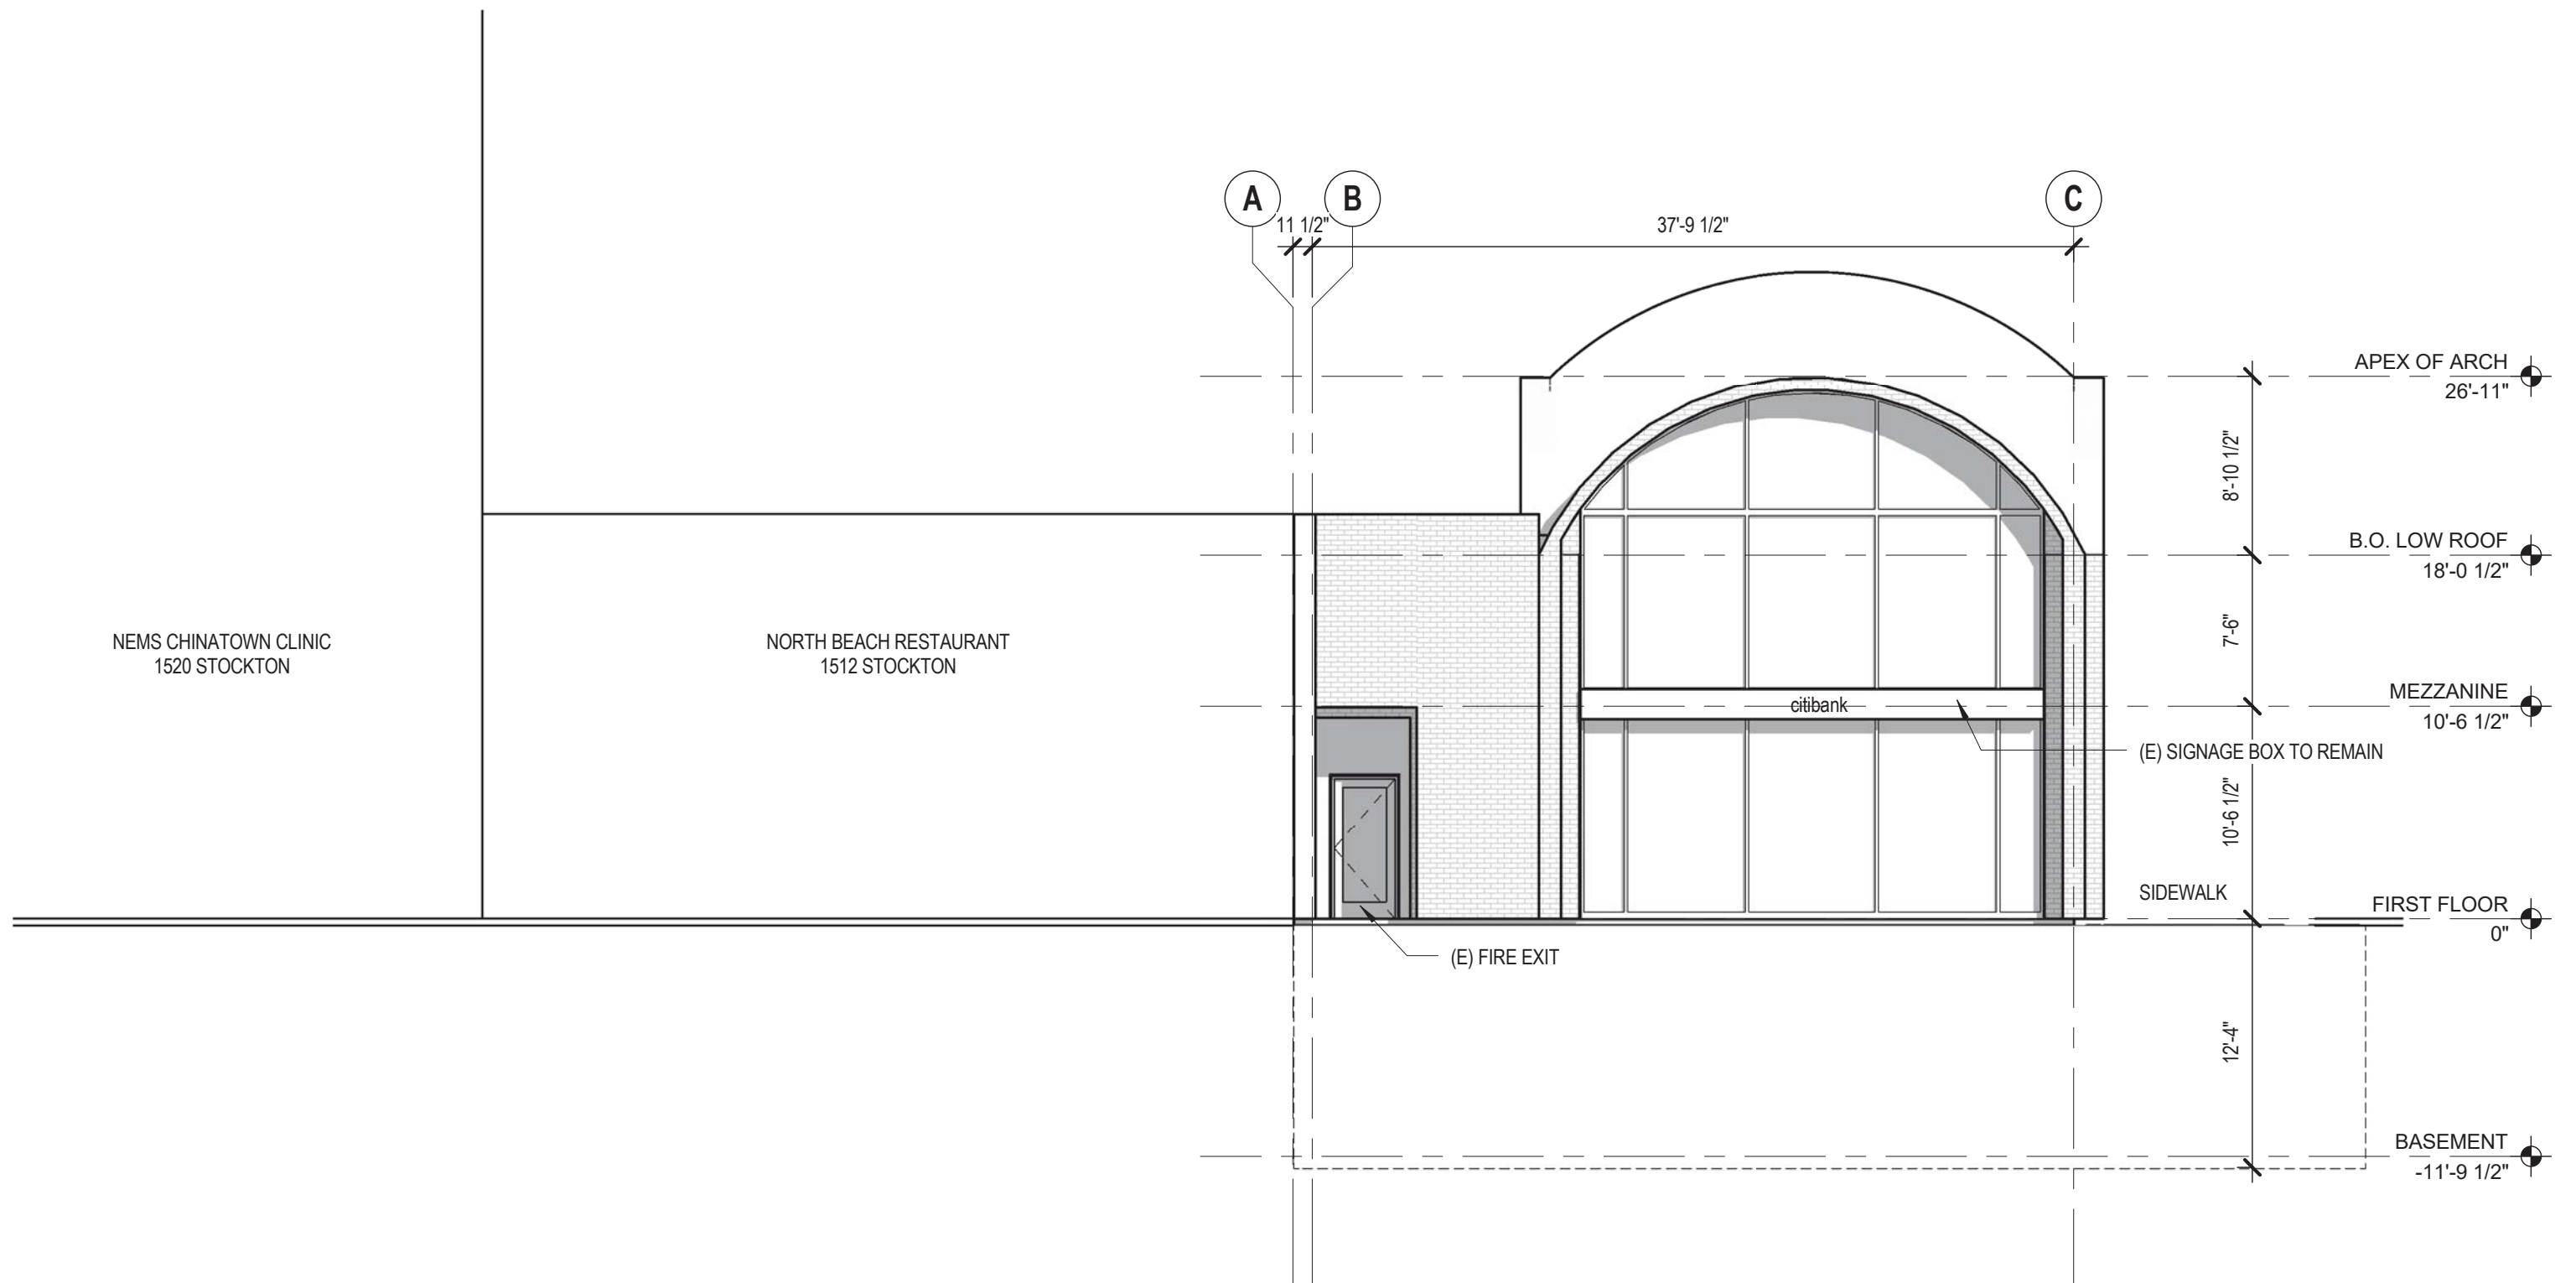 A
B
C
11 1/2"
37'-9 1/2"
APEX OF ARCH
26'-11"
8'-10 1/2"
B.O. LOW ROOF
18'-0 1/2"
7'-6"
NEMS CHINATOWN CLINIC
1520 STOCKTON
NORTH BEACH RESTAURANT
1512 STOCKTON
MEZZANINE
10'-6 1/2"
citibank
(E) SIGNAGE BOX TO REMAIN
10'-6 1/2"
SIDEWALK
FIRST FLOOR
0"
(E) FIRE EXIT
12'-4"
BASEMENT
-11'-9 1/2"